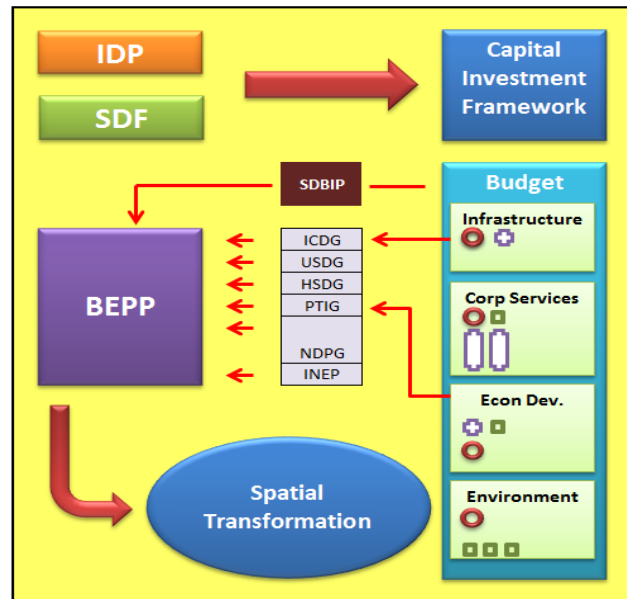 IDP
SDF
Capital
Investment
Framework
SDBIP
Budget
Infrastructure
ICDG
USDG
HSDG
PTIG
NDPG
INEP
BEPP
Corp Services
Econ Dev.
Environment
Spatial
Transformation